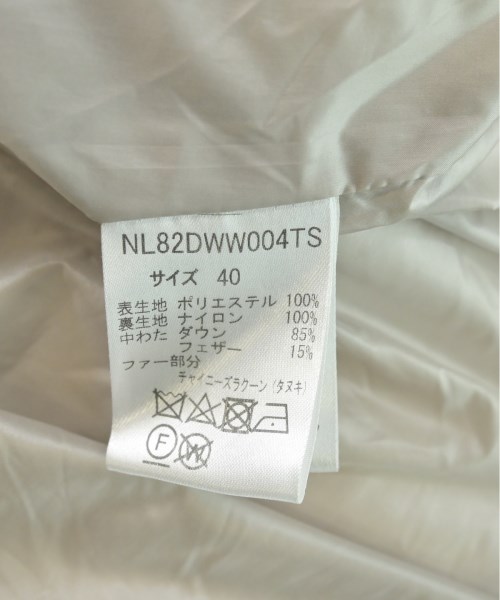 NL82DWW004TS
サイズ 40
表生地 ポリエステル 100%
裏生地 ナイロン 100%
中わた ダウン 85%
フェザー 15%
ファー部分
チャイニーズラクーン(タヌキ)
F
W